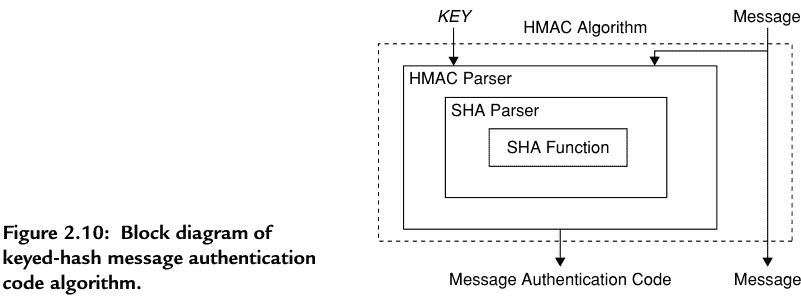 KEY
Message
HMAC Algorithm
HMAC Parser
SHA Parser
SHA Function
Figure 2.10: Block diagram of
keyed-hash message authentication
code algorithm.
Message Authentication Code
Message